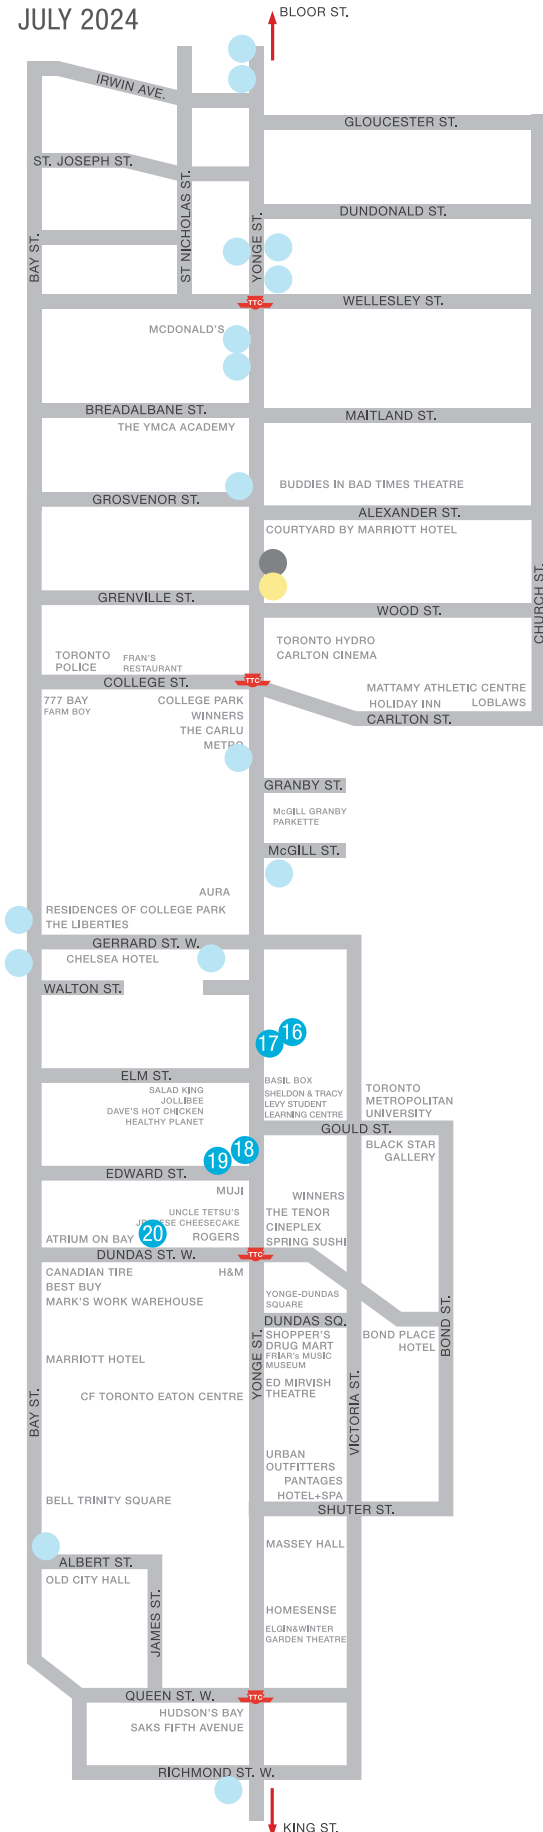 JULY 2024
BLOOR ST.
IRWIN AVE.
GLOUCESTER ST.
ST. JOSEPH ST.
ST NICHOLAS ST.
DUNDONALD ST.
BAY ST.
YONGE ST.
TTC
WELLESLEY ST.
MCDONALD'S
BREADALBANE ST.
MAITLAND ST.
THE YMCA ACADEMY
BUDDIES IN BAD TIMES THEATRE
GROSVENOR ST.
ALEXANDER ST.
COURTYARD BY MARRIOTT HOTEL
CHURCH ST.
GRENVILLE ST.
WOOD ST.
TORONTO HYDRO
CARLTON CINEMA
TORONTO
POLICE
FRAN'S
RESTAURANT
COLLEGE ST.
TTC
MATTAMY ATHLETIC CENTRE
HOLIDAY INN
LOBLAWS
CARLTON ST.
777 BAY
FARM BOY
COLLEGE PARK
WINNERS
THE CARLU
METRO
GRANBY ST.
McGILL GRANBY
PARKETTE
McGILL ST.
AURA
RESIDENCES OF COLLEGE PARK
THE LIBERTIES
GERRARD ST. W.
CHELSEA HOTEL
WALTON ST.
16
17
ELM ST.
BASIL BOX
SHELDON & TRACY
LEVY STUDENT
LEARNING CENTRE
SALAD KING
JOLLIBEE
DAVE'S HOT CHICKEN
HEALTHY PLANET
TORONTO
METROPOLITAN
UNIVERSITY
GOULD ST.
BLACK STAR
GALLERY
18
19
EDWARD ST.
MUJI
WINNERS
UNCLE TETSU'S
CHEESECAKE
THE TENOR
CINEPLEX
SPRING SUSHI
20
ATRIUM ON BAY
ROGERS
DUNDAS ST. W.
TTC
CANADIAN TIRE
BEST BUY
MARK'S WORK WAREHOUSE
H&M
YONGE-DUNDAS
SQUARE
DUNDAS SQ.
BOND ST.
SHOPPER'S
DRUG MART
FRIAR's MUSIC
MUSEUM
BOND PLACE
HOTEL
YONGE ST.
VICTORIA ST.
BAY ST.
MARRIOTT HOTEL
ED MIRVISH
THEATRE
CF TORONTO EATON CENTRE
URBAN
OUTFITTERS
PANTAGES
HOTEL+SPA
BELL TRINITY SQUARE
SHUTER ST.
MASSEY HALL
ALBERT ST.
OLD CITY HALL
JAMES ST.
HOMESENSE
ELGIN&WINTER
GARDEN THEATRE
QUEEN ST. W.
TTC
HUDSON'S BAY
SAKS FIFTH AVENUE
RICHMOND ST. W.
KING ST.